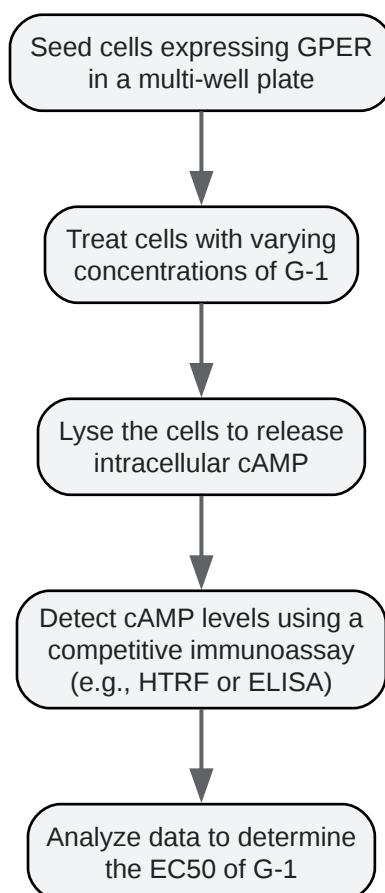 Seed cells expressing GPER
in a multi-well plate
Treat cells with varying
concentrations of G-1
Lyse the cells to release
intracellular cAMP
Detect cAMP levels using a
competitive immunoassay
(e.g., HTRF or ELISA)
Analyze data to determine
the EC50 of G-1